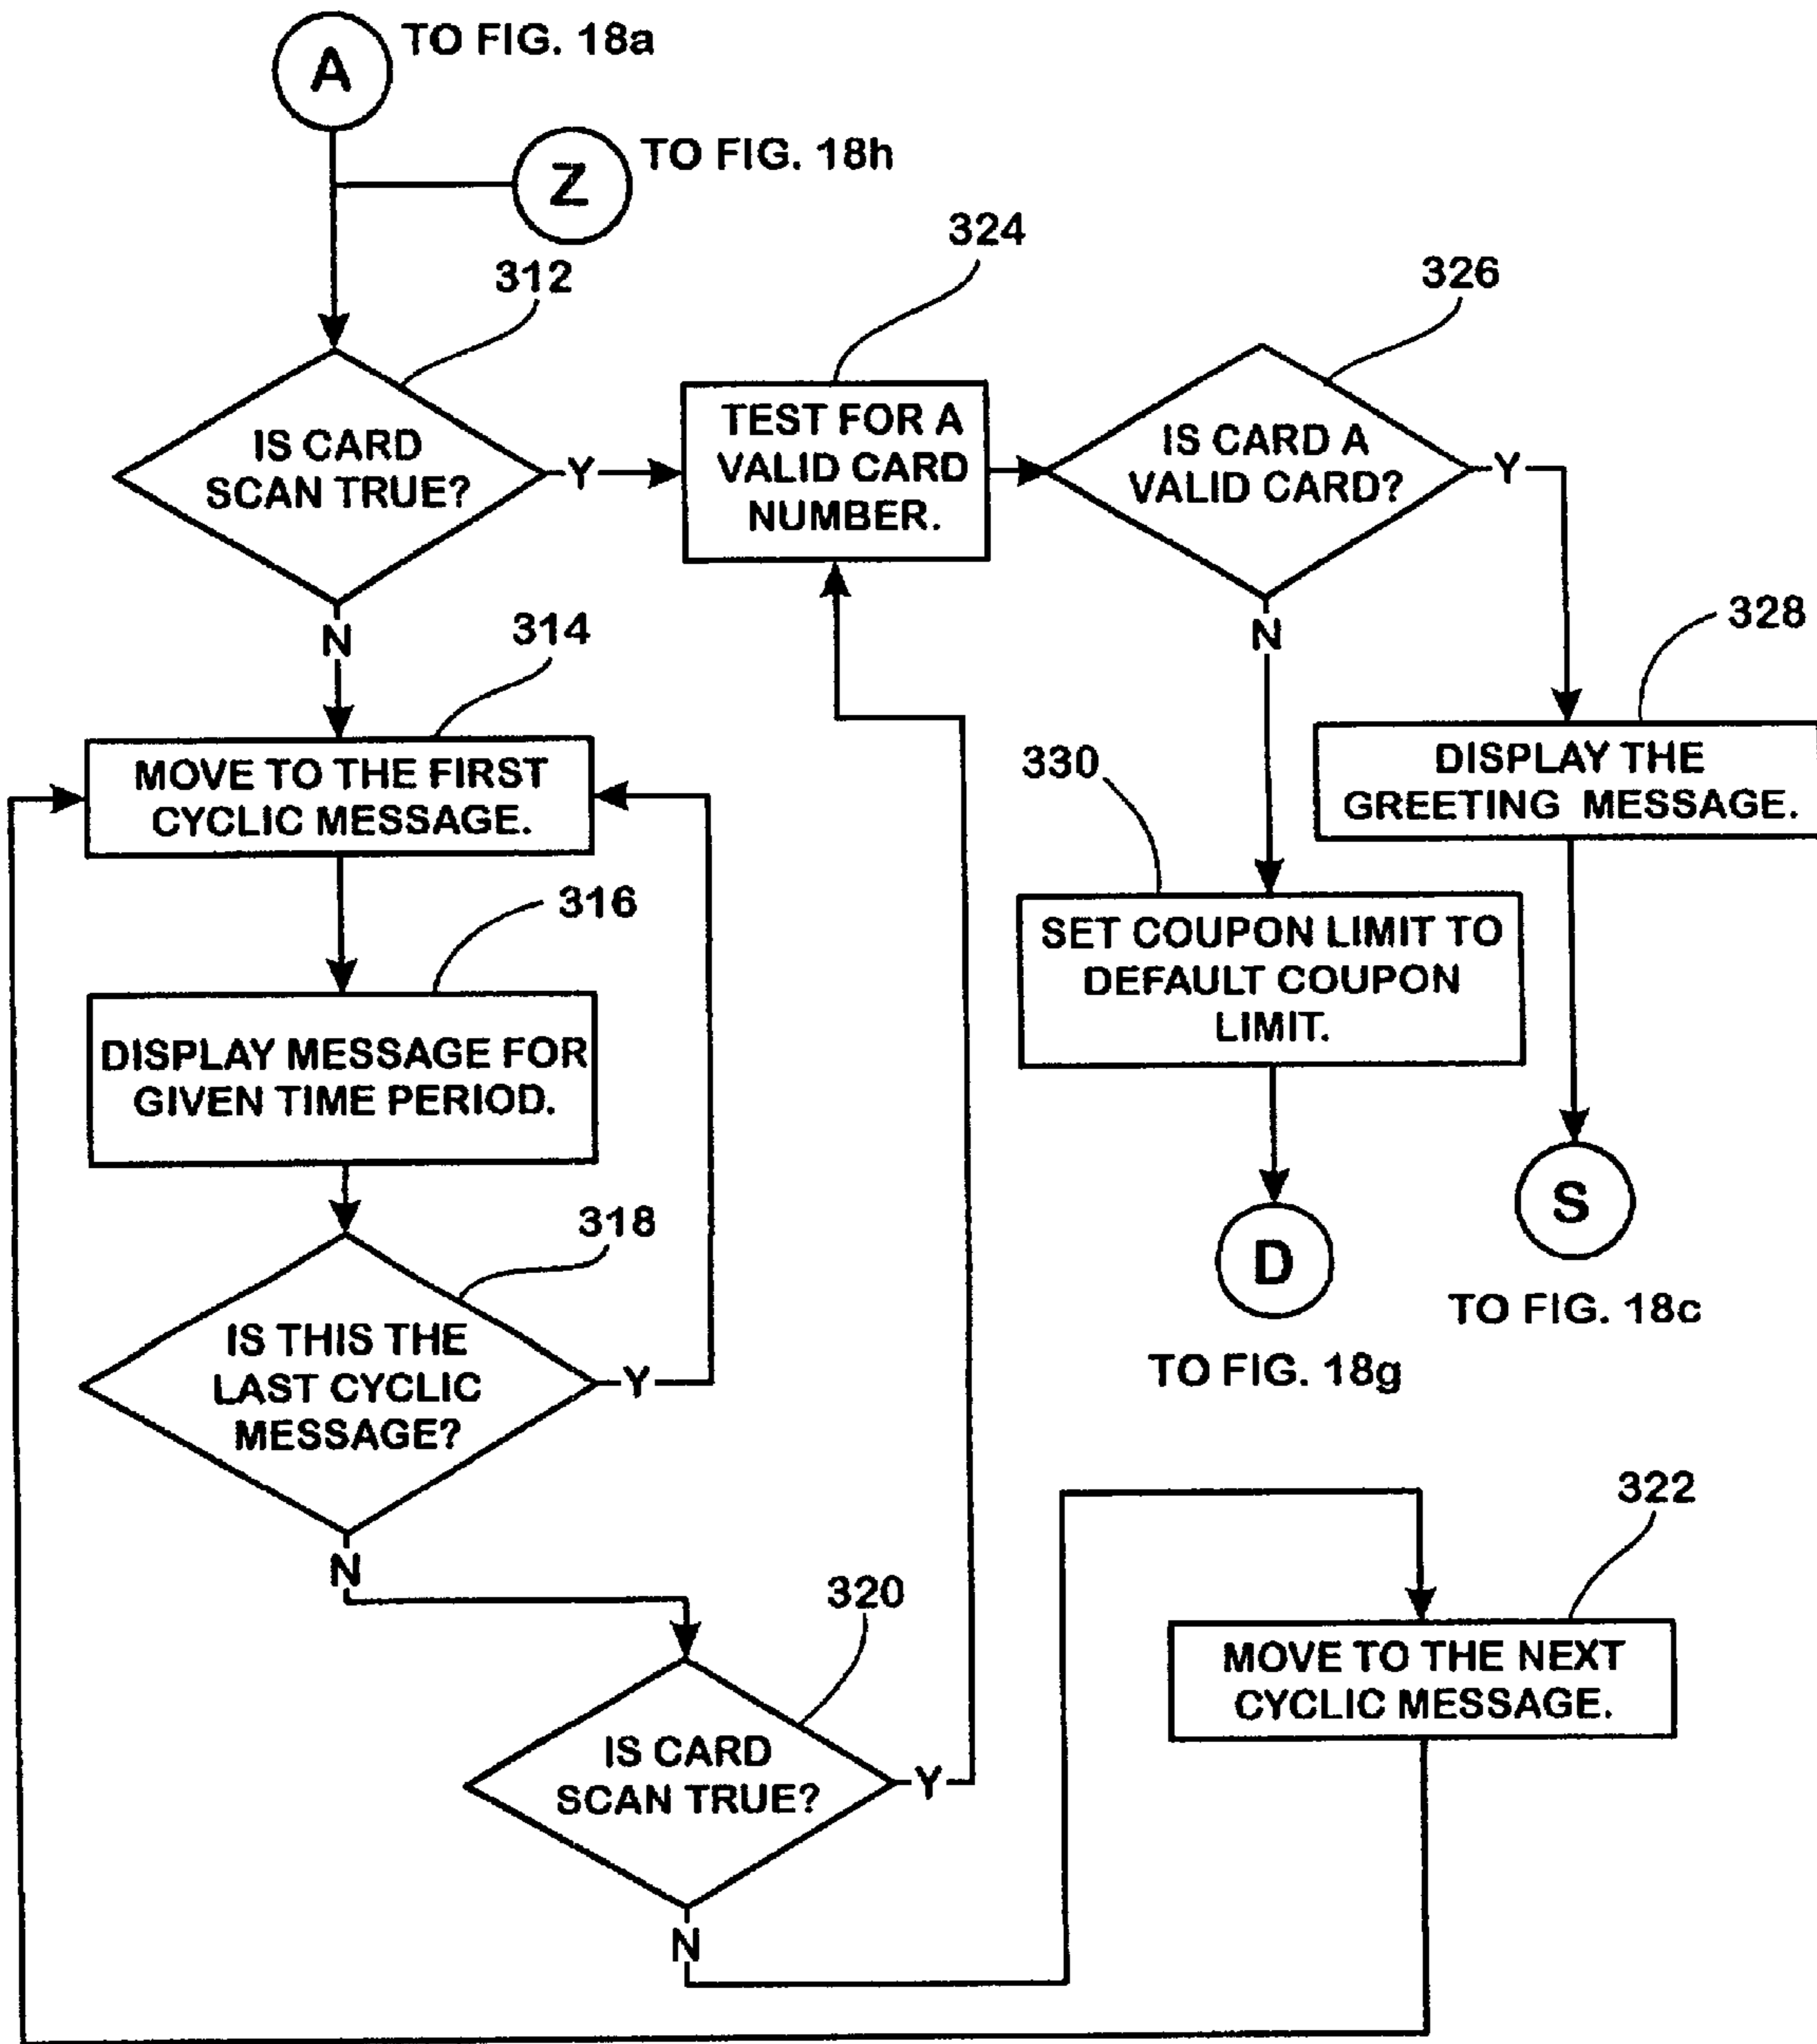 A
TO FIG. 18a
Z
TO FIG. 18h
312
324
326
IS CARD
SCAN TRUE?
Y
N
TEST FOR A
VALID CARD
NUMBER.
IS CARD A
VALID CARD?
Y
N
314
328
MOVE TO THE FIRST
CYCLIC MESSAGE.
330
DISPLAY THE
GREETING MESSAGE.
316
SET COUPON LIMIT TO
DEFAULT COUPON
LIMIT.
DISPLAY MESSAGE FOR
GIVEN TIME PERIOD.
318
S
TO FIG. 18c
D
TO FIG. 18g
IS THIS THE
LAST CYCLIC
MESSAGE?
Y
N
320
322
MOVE TO THE NEXT
CYCLIC MESSAGE.
IS CARD
SCAN TRUE?
Y
N